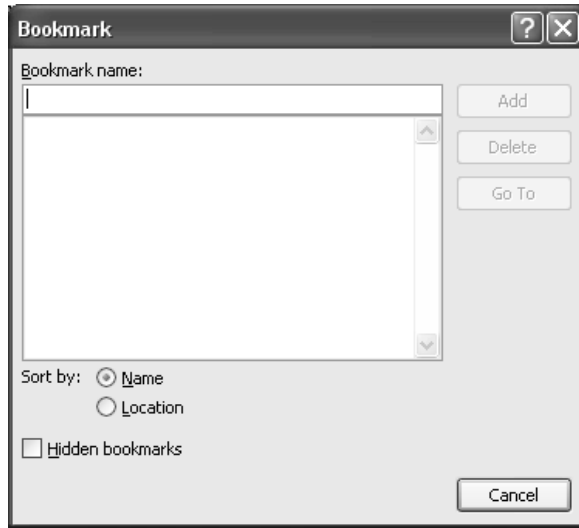 Bookmark
Bookmark name:
Add
Delete
Go To
Sort by: Name
Location
Hidden bookmarks
Cancel